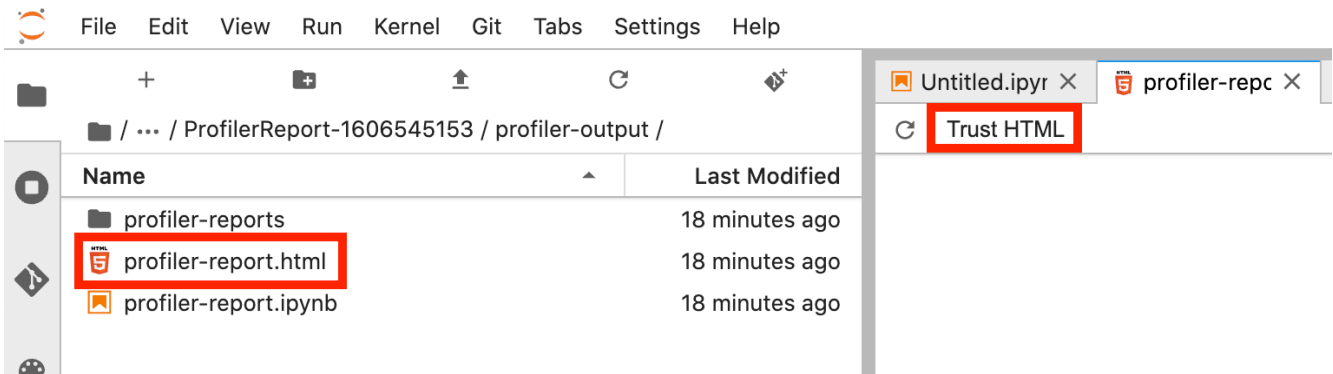 File Edit View Run Kernel Git Tabs Settings Help
Untitled.ipyr profiler-repc
/ ··· / ProfilerReport-1606545153 / profiler-output /
Trust HTML
Name Last Modified
profiler-reports 18 minutes ago
HTML 5 profiler-report.html 18 minutes ago
profiler-report.ipynb 18 minutes ago